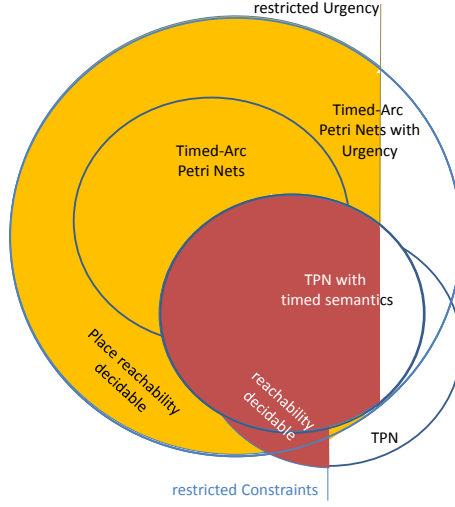 restricted Urgency
Timed-Arc
Petri Nets with
Urgency
Timed-Arc
Petri Nets
TPN with
timed semantics
Place reachability
decidable
reachability
decidable
TPN
restricted Constraints